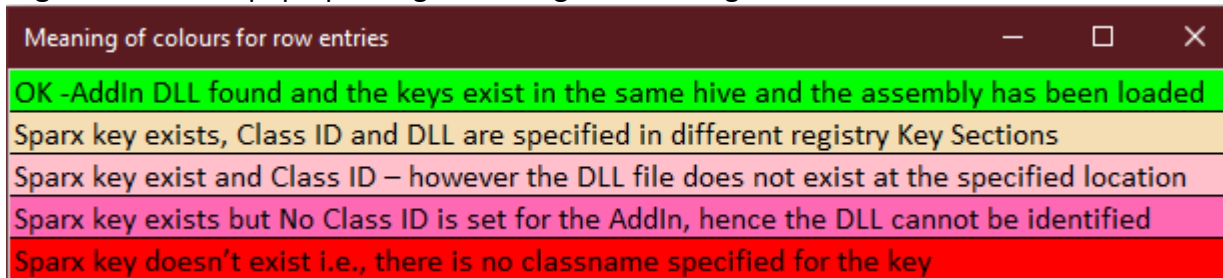 Meaning of colours for row entries
OK -AddIn DLL found and the keys exist in the same hive and the assembly has been loaded
Sparx key exists, Class ID and DLL are specified in different registry Key Sections
Sparx key exist and Class ID – however the DLL file does not exist at the specified location
Sparx key exists but No Class ID is set for the AddIn, hence the DLL cannot be identified
Sparx key doesn’t exist i.e., there is no classname specified for the key